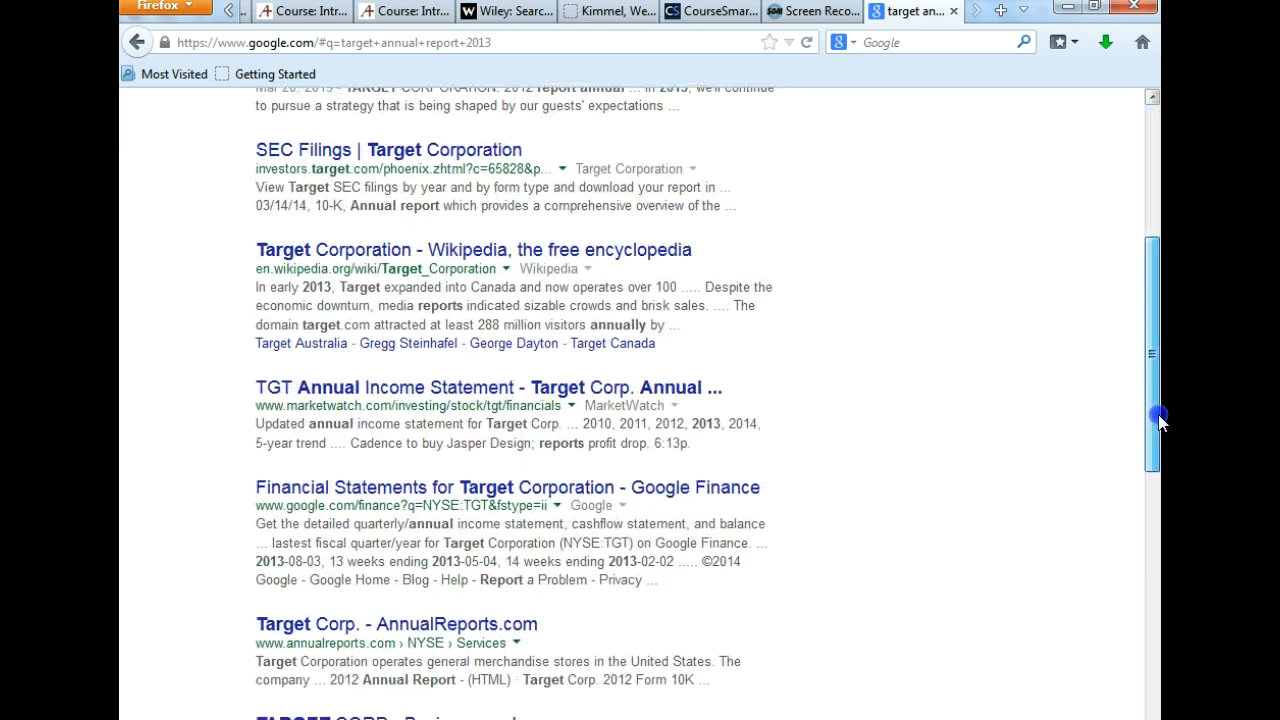 Firefox
Course: Intr...
Course: Intr...
Wiley: Searc...
Kimmel, We...
CourseSmar...
Screen Reco...
target an...
https://www.google.com/#q=target+annual+report+2013
Google
Most Visited
Getting Started
to pursue a strategy that is being shaped by our guests' expectations ...
SEC Filings | Target Corporation
investors.target.com/phoenix.zhtml?c=65828&p... Target Corporation
View Target SEC filings by year and by form type and download your report in ...
03/14/14, 10-K, Annual report which provides a comprehensive overview of the ...
Target Corporation - Wikipedia, the free encyclopedia
en.wikipedia.org/wiki/Target_Corporation Wikipedia
In early 2013, Target expanded into Canada and now operates over 100 ..... Despite the
economic downturn, media reports indicated sizable crowds and brisk sales. .... The
domain target.com attracted at least 288 million visitors annually by ...
Target Australia - Gregg Steinhafel - George Dayton - Target Canada
TGT Annual Income Statement - Target Corp. Annual ...
www.marketwatch.com/investing/stock/tgt/financials MarketWatch
Updated annual income statement for Target Corp. ... 2010, 2011, 2012, 2013, 2014,
5-year trend .... Cadence to buy Jasper Design; reports profit drop. 6:13p.
Financial Statements for Target Corporation - Google Finance
www.google.com/finance?q=NYSE:TGT&fstype=ii Google
Get the detailed quarterly/annual income statement, cashflow statement, and balance
... lastest fiscal quarter/year for Target Corporation (NYSE:TGT) on Google Finance. ...
2013-08-03, 13 weeks ending 2013-05-04, 14 weeks ending 2013-02-02 ..... ©2014
Google - Google Home - Blog - Help - Report a Problem - Privacy ...
Target Corp. - AnnualReports.com
www.annualreports.com › NYSE › Services
Target Corporation operates general merchandise stores in the United States. The
company ... 2012 Annual Report - (HTML) · Target Corp. 2012 Form 10K ...